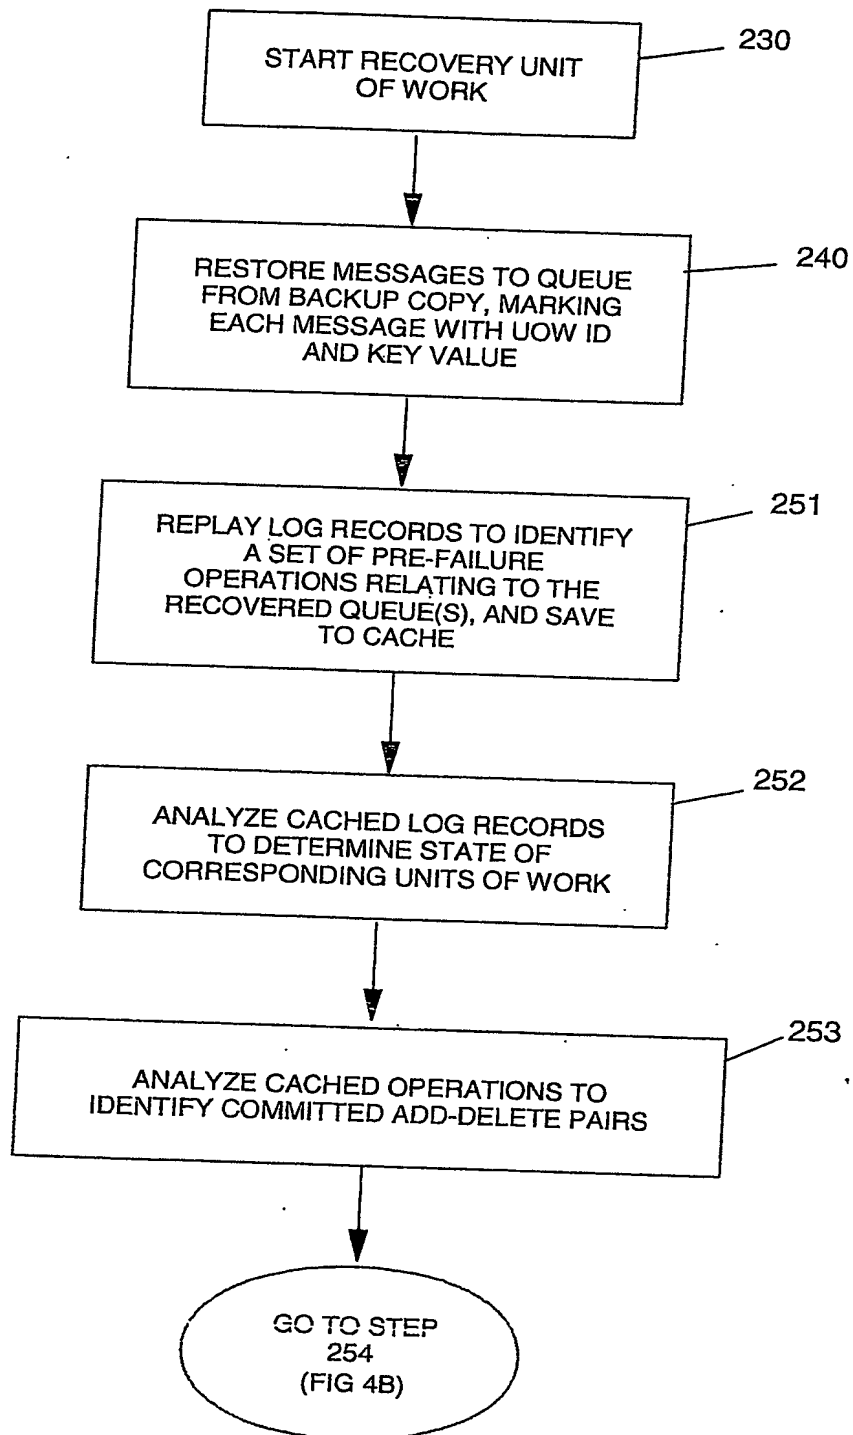 230
START RECOVERY UNIT
OF WORK
240
RESTORE MESSAGES TO QUEUE
FROM BACKUP COPY, MARKING
EACH MESSAGE WITH UOW ID
AND KEY VALUE
251
REPLAY LOG RECORDS TO IDENTIFY
A SET OF PRE-FAILURE
OPERATIONS RELATING TO THE
RECOVERED QUEUE(S), AND SAVE
TO CACHE
252
ANALYZE CACHED LOG RECORDS
TO DETERMINE STATE OF
CORRESPONDING UNITS OF WORK
253
ANALYZE CACHED OPERATIONS TO
IDENTIFY COMMITTED ADD-DELETE PAIRS
GO TO STEP
254
(FIG 4B)